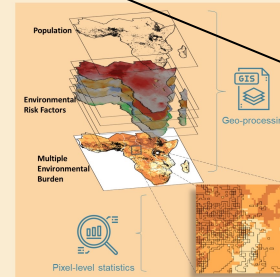 Population
GIS
Environmental
Risk Factors
Geo-processing
Multiple
Environmental
Burden
Pixel-level statistics